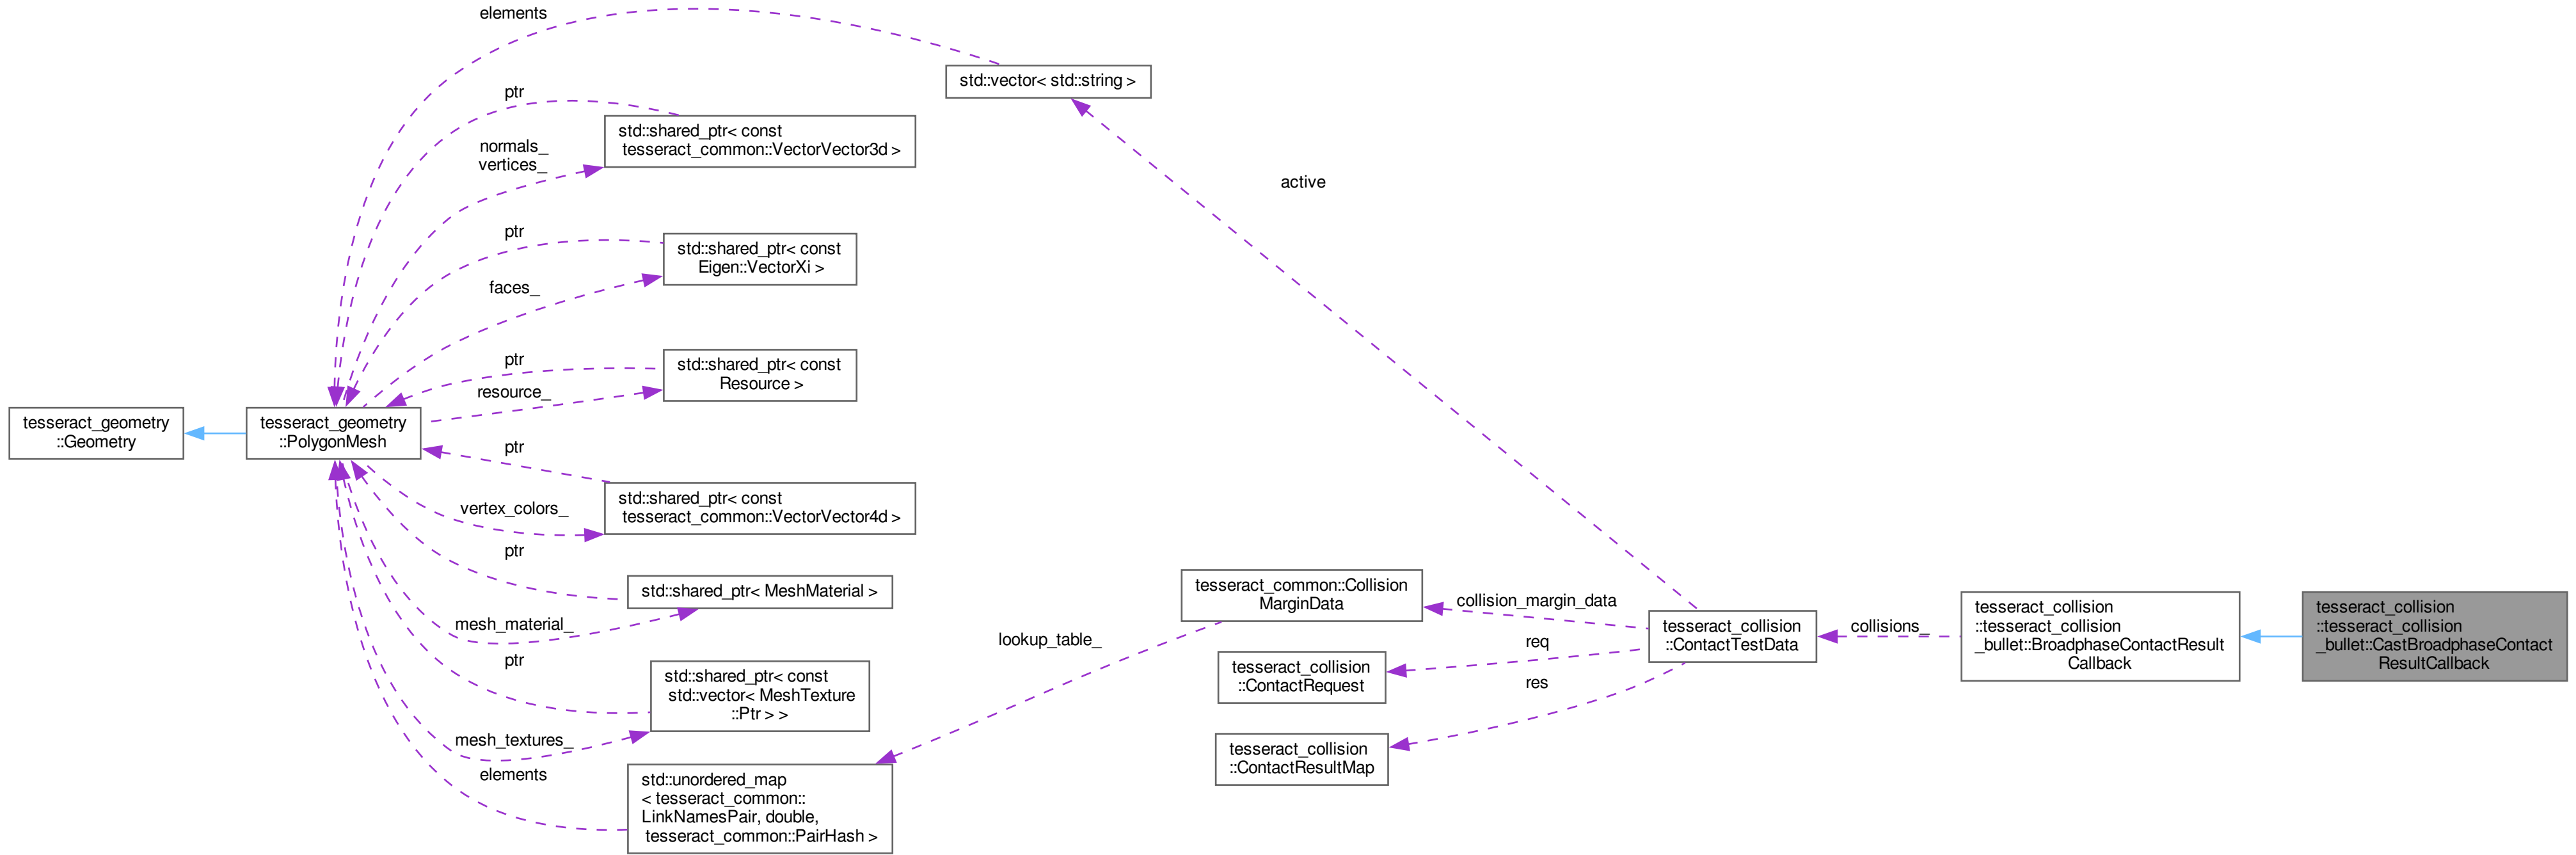 elements
std::vector< std::string >
ptr
std::shared_ptr< const
tesseract_common::VectorVector3d >
normals_
vertices_
active
ptr
std::shared_ptr< const
Eigen::VectorXi >
faces_
ptr
std::shared_ptr< const
Resource >
resource_
tesseract_geometry
::Geometry
tesseract_geometry
::PolygonMesh
ptr
std::shared_ptr< const
tesseract_common::VectorVector4d >
vertex_colors_
ptr
std::shared_ptr< MeshMaterial >
mesh_material_
ptr
std::shared_ptr< const
std::vector< MeshTexture
::Ptr > >
mesh_textures_
elements
std::unordered_map
< tesseract_common::
LinkNamesPair, double,
tesseract_common::PairHash >
lookup_table_
tesseract_common::Collision
MarginData
collision_margin_data
req
tesseract_collision
::ContactRequest
res
tesseract_collision
::ContactResultMap
tesseract_collision
::ContactTestData
collisions_
tesseract_collision
::tesseract_collision
_bullet::BroadphaseContactResult
Callback
tesseract_collision
::tesseract_collision
_bullet::CastBroadphaseContact
ResultCallback